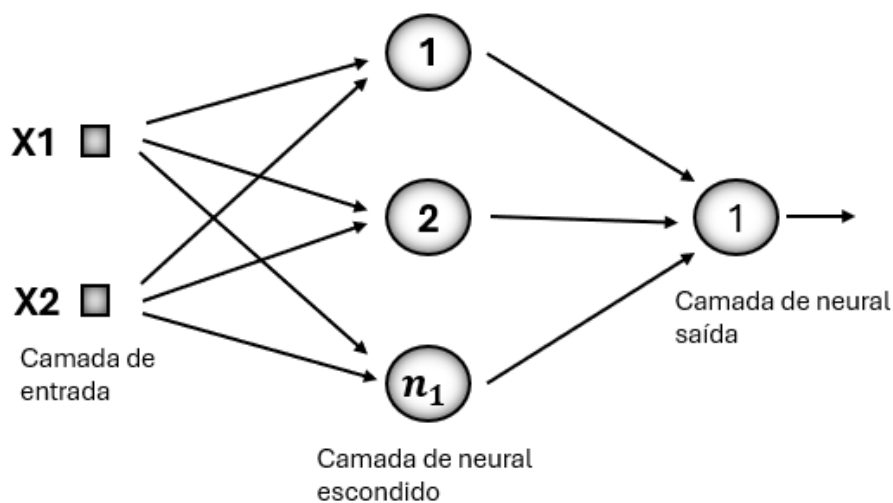 1
X1
2
1
X2
Camada de neural
saída
Camada de
entrada
n₁
Camada de neural
escondido